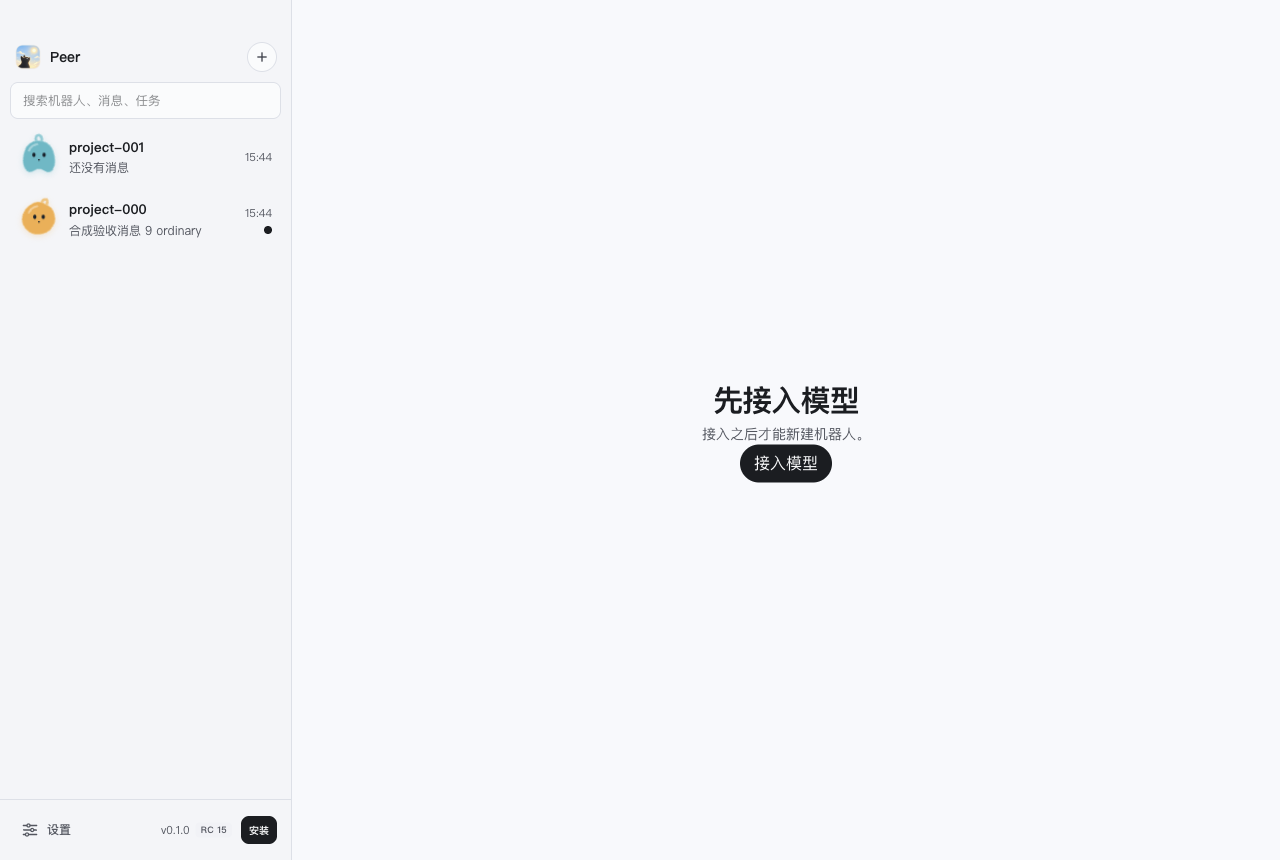 Peer
搜索机器人、消息、任务
project-001
15:44
还没有消息
project-000
15:44
合成验收消息 9 ordinary
先接入模型
接入之后才能新建机器人。
接入模型
设置
v0.1.0
RC 15
安装